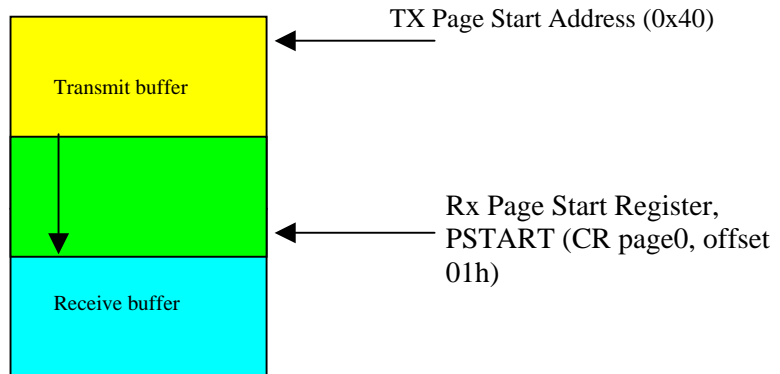 TX Page Start Address (0x40)
Transmit buffer
Rx Page Start Register,
PSTART (CR page0, offset
01h)
Receive buffer